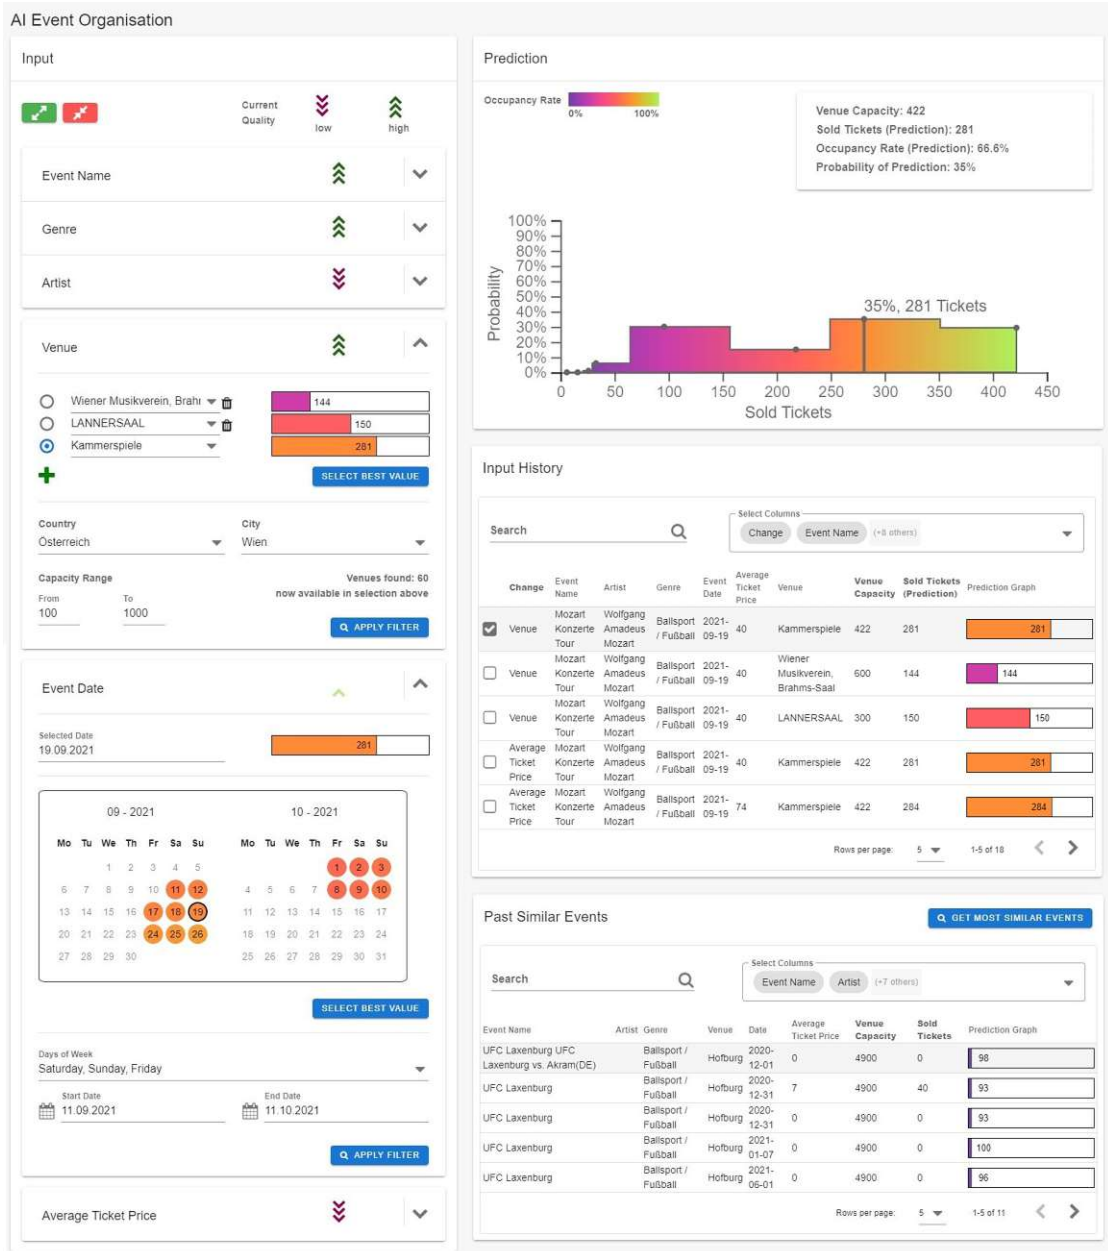 AI Event Organisation
Input
Current
Quality
low
high
Event Name
Genre
Artist
Venue
Wiener Musikverein, Brahr
144
LANNERSAAL
150
Kammerspiele
281
SELECT BEST VALUE
Country
Österreich
City
Wien
Capacity Range
Venues found: 60
now available in selection above
From
100
To
1000
APPLY FILTER
Event Date
Selected Date
19.09.2021
281
09 - 2021
Mo Tu We Th Fr Sa Su
1 2 3 4 5
6 7 8 9 10 11 12
13 14 15 16 17 18 19
20 21 22 23 24 25 26
27 28 29 30
10 - 2021
Mo Tu We Th Fr Sa Su
1 2 3
4 5 6 7 8 9 10
11 12 13 14 15 16 17
18 19 20 21 22 23 24
25 26 27 28 29 30 31
SELECT BEST VALUE
Days of Week
Saturday, Sunday, Friday
Start Date
11.09.2021
End Date
11.10.2021
APPLY FILTER
Average Ticket Price
Prediction
Occupancy Rate
0% 100%
Venue Capacity: 422
Sold Tickets (Prediction): 281
Occupancy Rate (Prediction): 66.6%
Probability of Prediction: 35%
100%
90%
80%
70%
60%
50%
40%
30%
20%
10%
0%
Probability
35%, 281 Tickets
0 50 100 150 200 250 300 350 400 450
Sold Tickets
Input History
Search
Select Columns
Change Event Name (+8 others)
Change
Event
Name
Artist
Genre
Event
Date
Average
Ticket
Price
Venue
Venue
Capacity
Sold Tickets
(Prediction)
Prediction Graph
Venue
Mozart
Konzerte
Tour
Wolfgang
Amadeus
Mozart
Ballsport
/ Fußball
2021-
09-19
40
Kammerspiele
422
281
281
Venue
Mozart
Konzerte
Tour
Wolfgang
Amadeus
Mozart
Ballsport
/ Fußball
2021-
09-19
40
Wiener
Musikverein,
Brahms-Saal
600
144
144
Venue
Mozart
Konzerte
Tour
Wolfgang
Amadeus
Mozart
Ballsport
/ Fußball
2021-
09-19
40
LANNERSAAL
300
150
150
Average
Ticket
Price
Mozart
Konzerte
Tour
Wolfgang
Amadeus
Mozart
Ballsport
/ Fußball
2021-
09-19
40
Kammerspiele
422
281
281
Average
Ticket
Price
Mozart
Konzerte
Tour
Wolfgang
Amadeus
Mozart
Ballsport
/ Fußball
2021-
09-19
74
Kammerspiele
422
284
284
Rows per page: 5 1-5 of 18
Past Similar Events
GET MOST SIMILAR EVENTS
Search
Select Columns
Event Name Artist (+7 others)
Event Name
Artist
Genre
Venue
Date
Average
Ticket Price
Venue
Capacity
Sold
Tickets
Prediction Graph
UFC Laxenburg UFC
Laxenburg vs. Akram(DE)
Ballsport /
Fußball
Hofburg
2020-
12-01
0
4900
0
98
UFC Laxenburg
Ballsport /
Fußball
Hofburg
2020-
12-31
7
4900
40
93
UFC Laxenburg
Ballsport /
Fußball
Hofburg
2020-
12-31
0
4900
0
93
UFC Laxenburg
Ballsport /
Fußball
Hofburg
2021-
01-07
0
4900
0
100
UFC Laxenburg
Ballsport /
Fußball
Hofburg
2021-
06-01
0
4900
0
96
Rows per page: 5 1-5 of 11